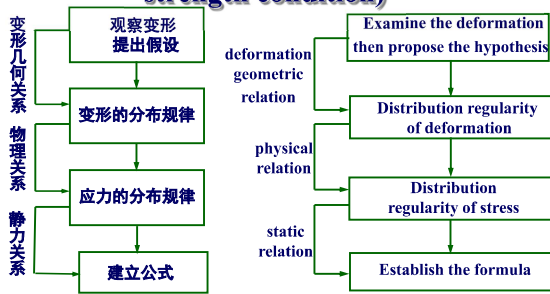 strength condition)
变形几何关系
观察变形
提出假设
变形的分布规律
物理关系
应力的分布规律
静力关系
建立公式
Examine the deformation
then propose the hypothesis
deformation
geometric
relation
Distribution regularity
of deformation
physical
relation
Distribution
regularity of stress
static
relation
Establish the formula